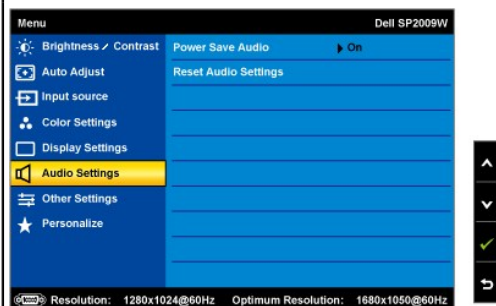 Menu Dell SP2009W
Brightness / Contrast Power Save Audio On
Auto Adjust Reset Audio Settings
Input source
Color Settings
Display Settings
Audio Settings
Other Settings
Personalize
Resolution: 1280x1024@60Hz Optimum Resolution: 1680x1050@60Hz